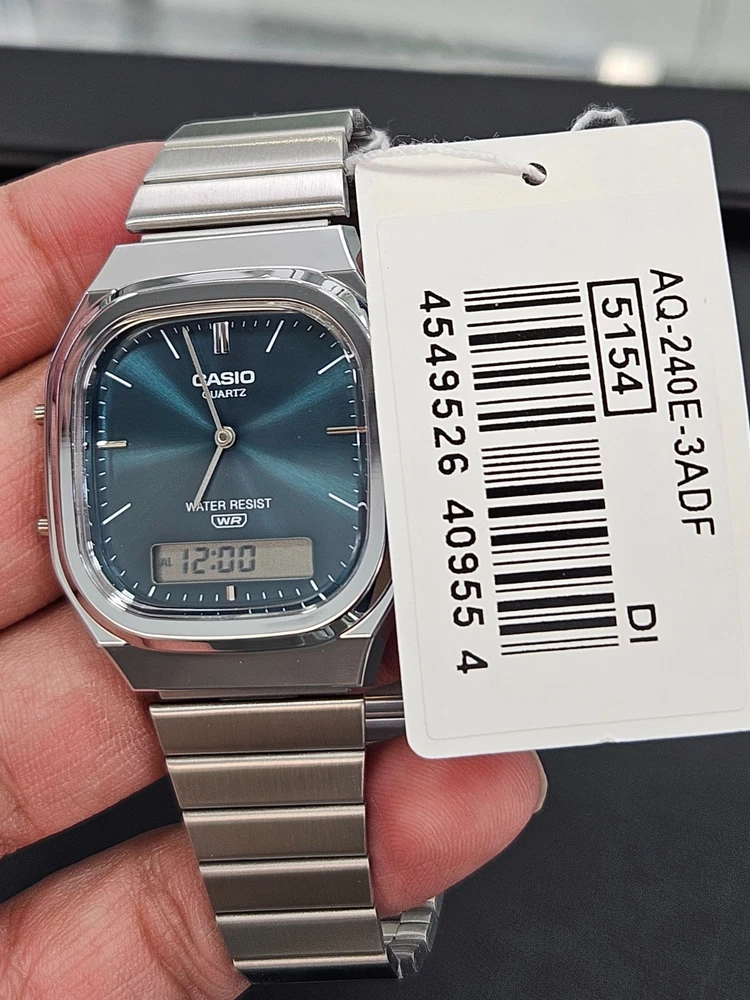 CASIO
QUARTZ
WATER RESIST
WR
AL 12:00
AQ-240E-3ADF
5154
DI
4549526 40955 4